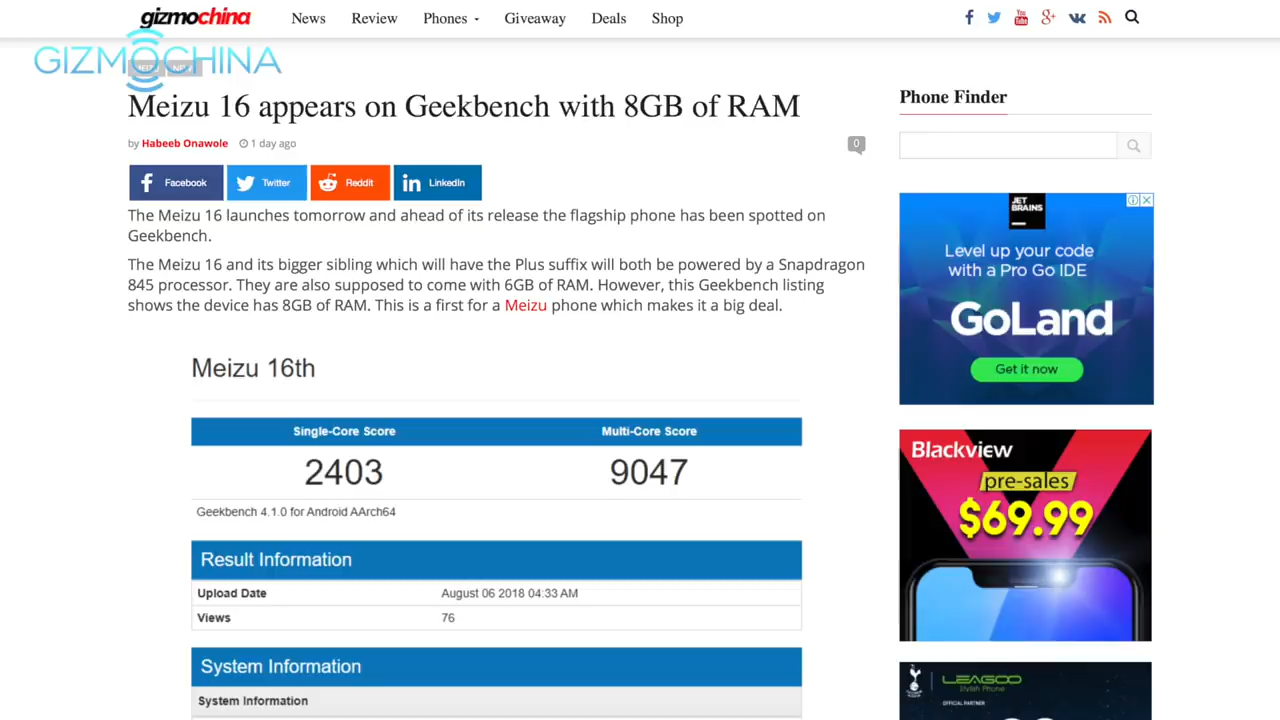 gizmochina
News Review Phones Giveaway Deals Shop
GIZMOCHINA
MEIZU NEWS
Meizu 16 appears on Geekbench with 8GB of RAM
by Habeeb Onawole 1 day ago
0
Facebook Twitter Reddit LinkedIn
The Meizu 16 launches tomorrow and ahead of its release the flagship phone has been spotted on
Geekbench.
The Meizu 16 and its bigger sibling which will have the Plus suffix will both be powered by a Snapdragon
845 processor. They are also supposed to come with 6GB of RAM. However, this Geekbench listing
shows the device has 8GB of RAM. This is a first for a Meizu phone which makes it a big deal.
Meizu 16th
Single-Core Score Multi-Core Score
2403 9047
Geekbench 4.1.0 for Android AArch64
Result Information
Upload Date August 06 2018 04:33 AM
Views 76
System Information
System Information
Phone Finder
JET
BRAINS
Level up your code
with a Pro Go IDE
GoLand
Get it now
Blackview
pre-sales
$69.99
LEAGOO
Stylish Phone
OFFICIAL PARTNER